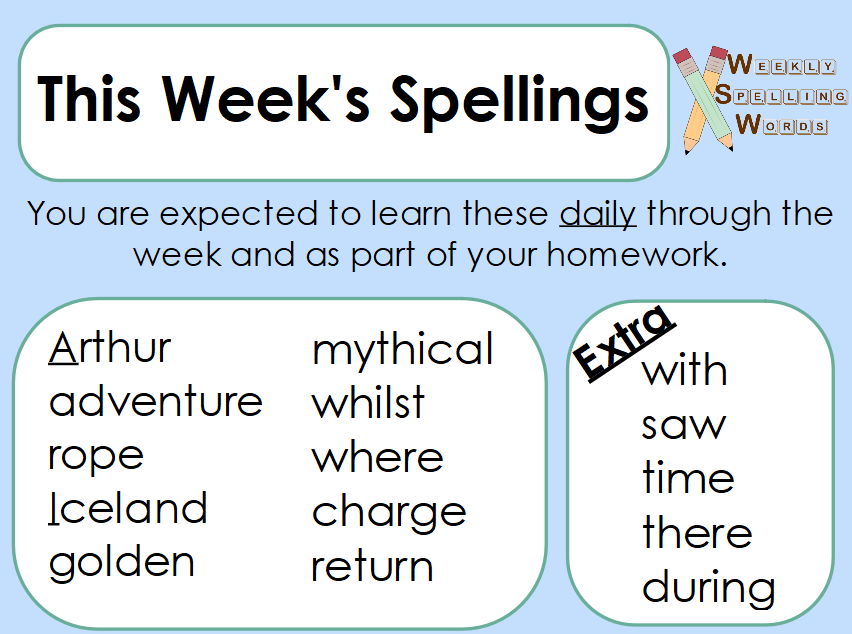 This Week's Spellings
WEEKLY
SPELLING
WORDS
You are expected to learn these daily through the
week and as part of your homework.
Arthur
adventure
rope
Iceland
golden
mythical
whilst
where
charge
return
Extra
with
saw
time
there
during